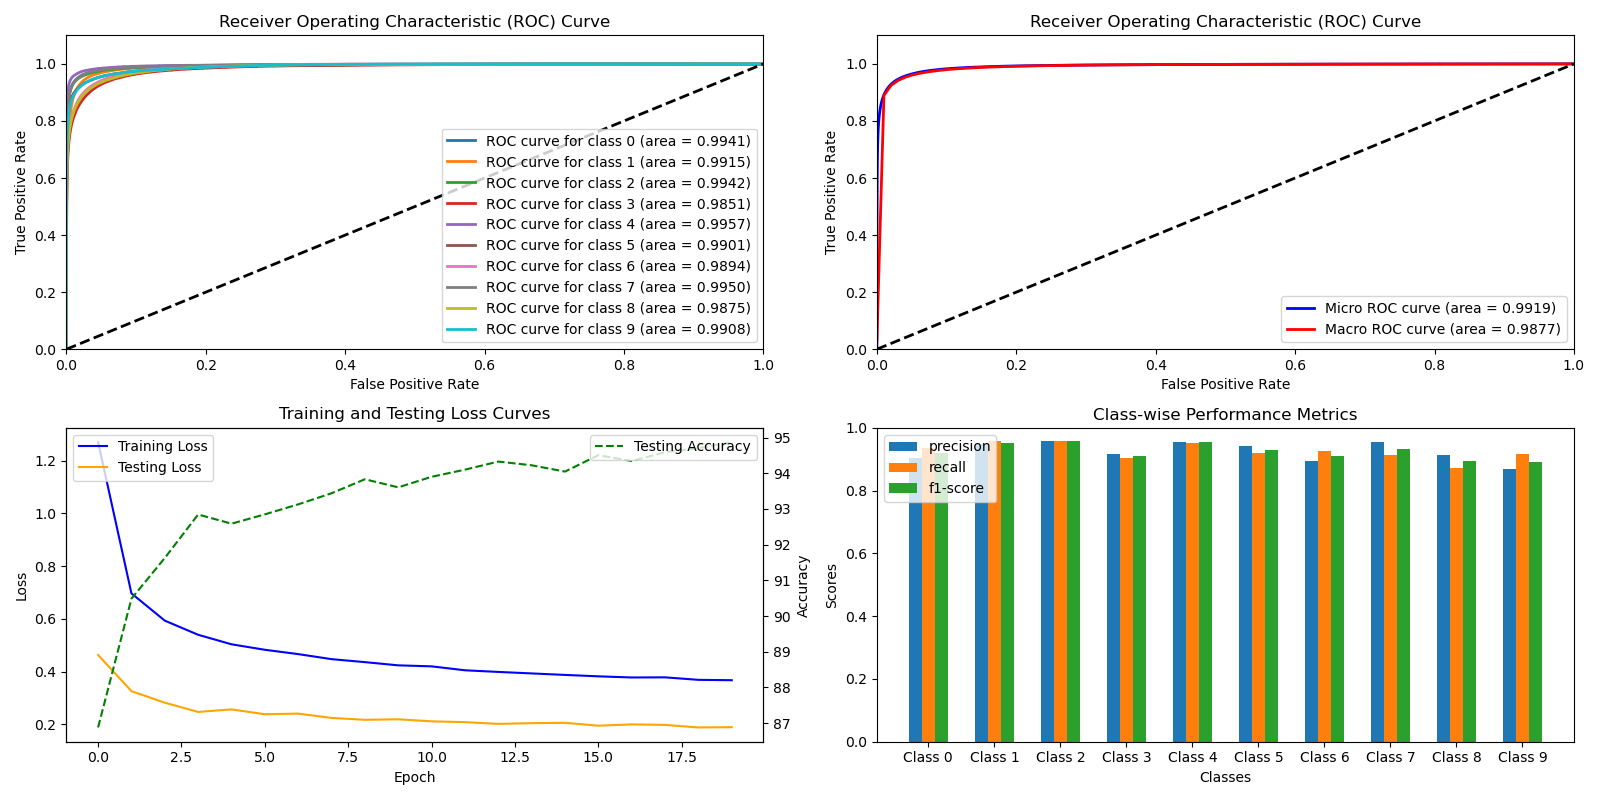 Receiver Operating Characteristic (ROC) Curve
True Positive Rate
1.0
0.8
0.6
0.4
0.2
0.0
ROC curve for class 0 (area = 0.9941)
ROC curve for class 1 (area = 0.9915)
ROC curve for class 2 (area = 0.9942)
ROC curve for class 3 (area = 0.9851)
ROC curve for class 4 (area = 0.9957)
ROC curve for class 5 (area = 0.9901)
ROC curve for class 6 (area = 0.9894)
ROC curve for class 7 (area = 0.9950)
ROC curve for class 8 (area = 0.9875)
ROC curve for class 9 (area = 0.9908)
0.0 0.2 0.4 0.6 0.8 1.0
False Positive Rate
Receiver Operating Characteristic (ROC) Curve
True Positive Rate
1.0
0.8
0.6
0.4
0.2
0.0
Micro ROC curve (area = 0.9919)
Macro ROC curve (area = 0.9877)
0.0 0.2 0.4 0.6 0.8 1.0
False Positive Rate
Training and Testing Loss Curves
Loss
1.2
1.0
0.8
0.6
0.4
0.2
Training Loss
Testing Loss
Testing Accuracy
95
94
93
92
91
90
89
88
87
Accuracy
0.0 2.5 5.0 7.5 10.0 12.5 15.0 17.5
Epoch
Class-wise Performance Metrics
Scores
1.0
0.8
0.6
0.4
0.2
0.0
precision
recall
f1-score
Class 0 Class 1 Class 2 Class 3 Class 4 Class 5 Class 6 Class 7 Class 8 Class 9
Classes